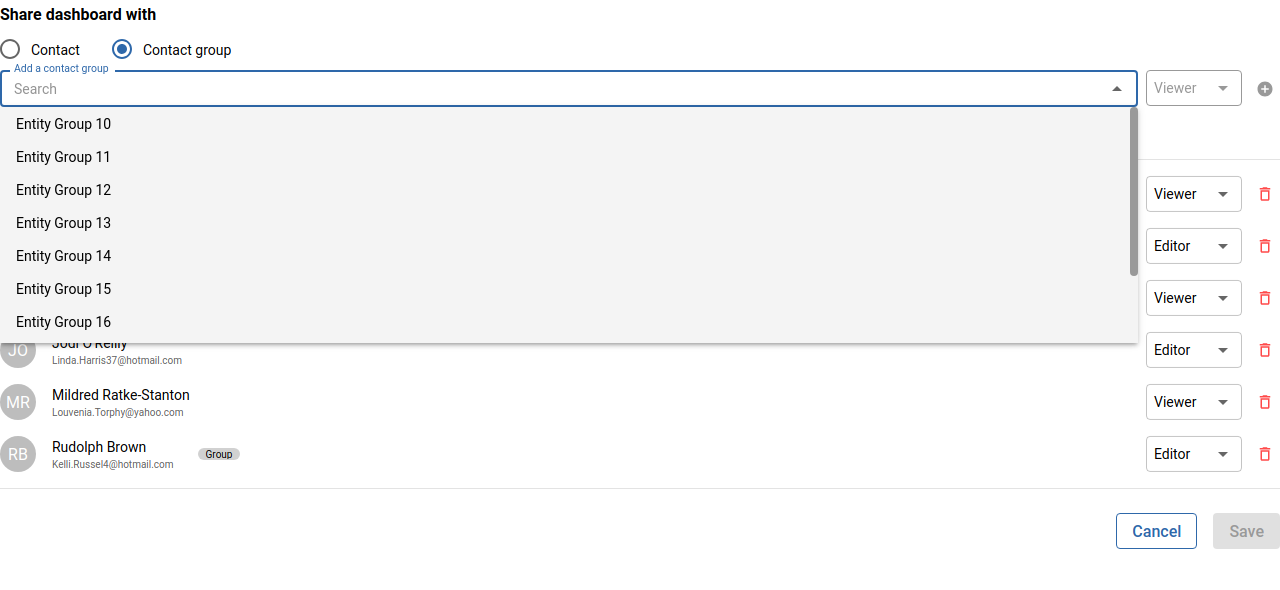 Share dashboard with
Contact
Contact group
Add a contact group
Search
Viewer
Entity Group 10
Entity Group 11
Entity Group 12
Viewer
Entity Group 13
Entity Group 14
Editor
Entity Group 15
Viewer
Entity Group 16
JO
Jodi O'Reilly
Linda.Harris37@hotmail.com
Editor
MR
Mildred Ratke-Stanton
Louvenia.Torphy@yahoo.com
Viewer
RB
Rudolph Brown
Kelli.Russel4@hotmail.com
Group
Editor
Cancel
Save